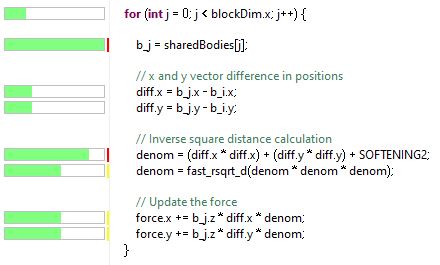 for (int j = 0; j < blockDim.x; j++) {
b_j = sharedBodies[j];
// x and y vector difference in positions
diff.x = b_j.x - b_i.x;
diff.y = b_j.y - b_i.y;
// Inverse square distance calculation
denom = (diff.x * diff.x) + (diff.y * diff.y) + SOFTENING2;
denom = fast_rsqrt_d(denom * denom * denom);
// Update the force
force.x += b_j.z * diff.x * denom;
force.y += b_j.z * diff.y * denom;
}